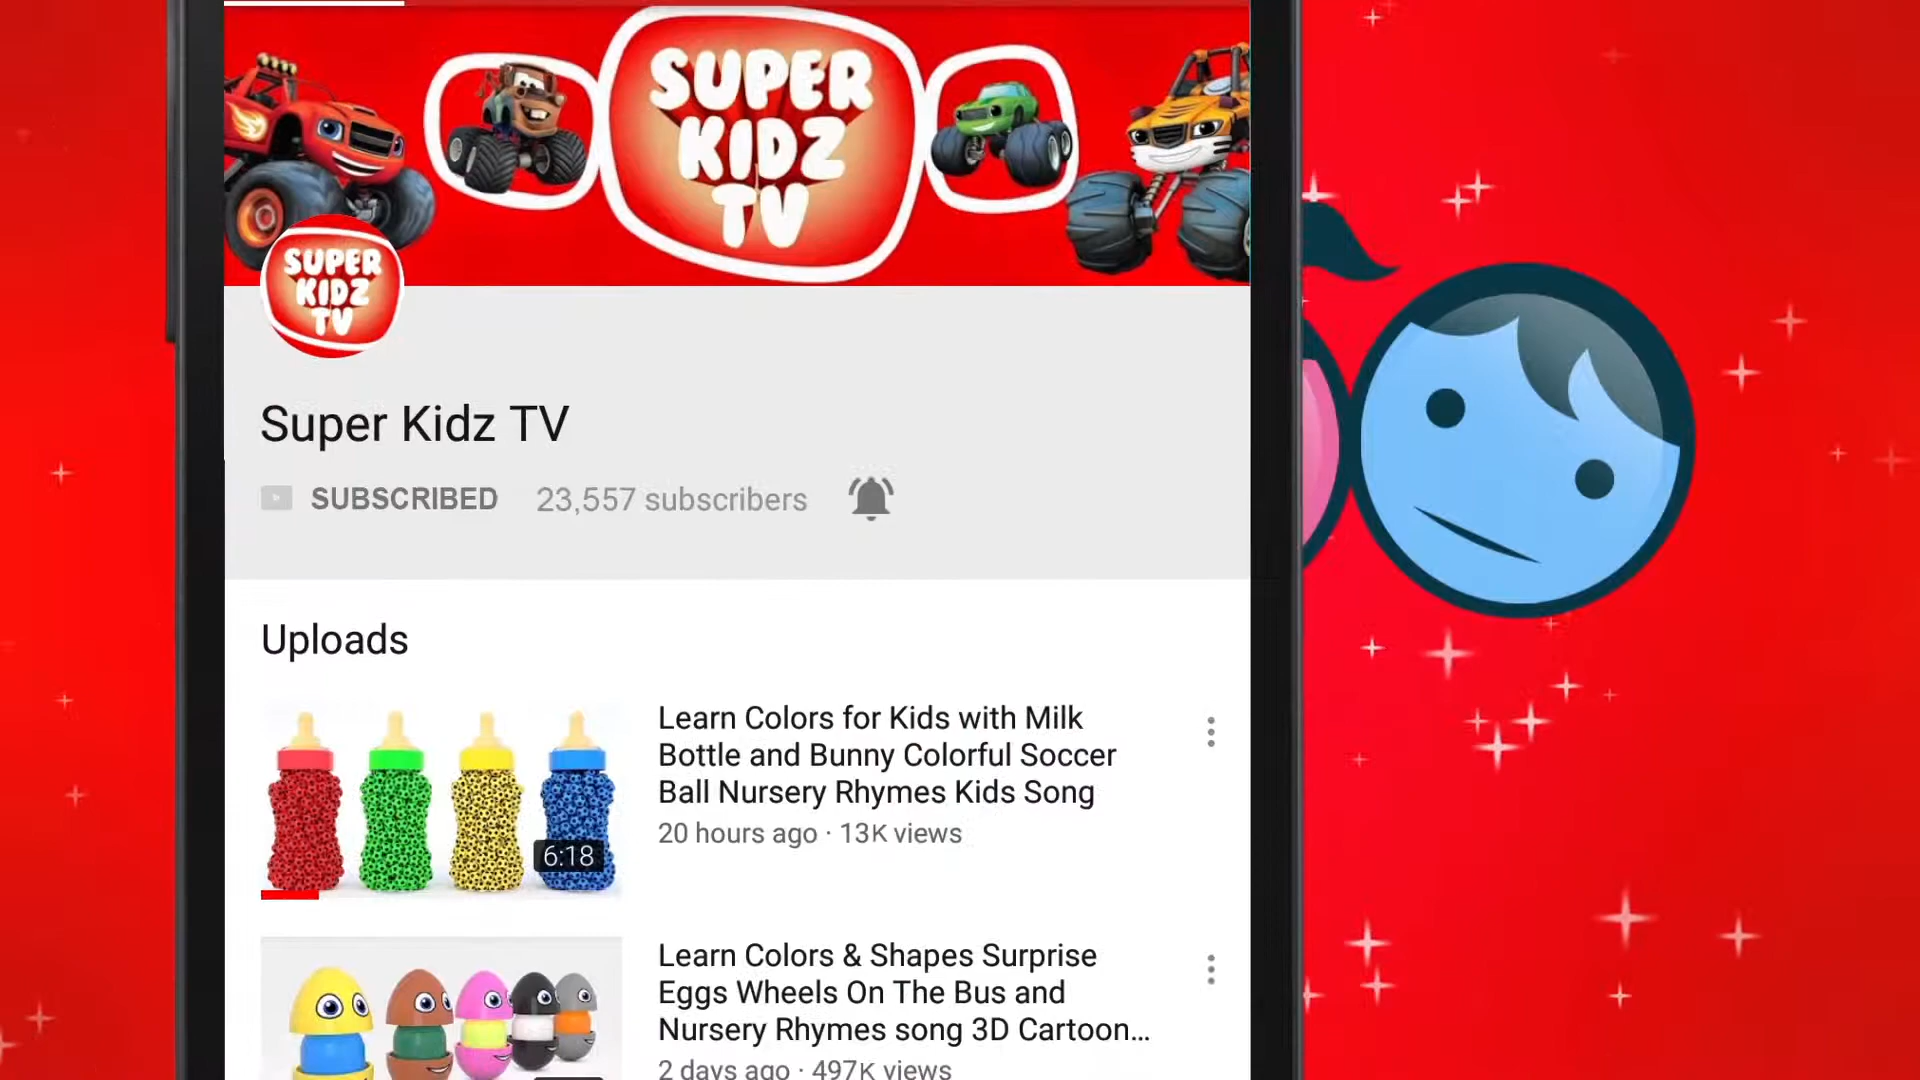 SUPER
KIDZ
TV
SUPER
KIDZ
TV
Super Kidz TV
SUBSCRIBED 23,557 subscribers
Uploads
Learn Colors for Kids with Milk
Bottle and Bunny Colorful Soccer
Ball Nursery Rhymes Kids Song
20 hours ago · 13K views
6:18
Learn Colors & Shapes Surprise
Eggs Wheels On The Bus and
Nursery Rhymes song 3D Cartoon...
2 days ago · 497K views